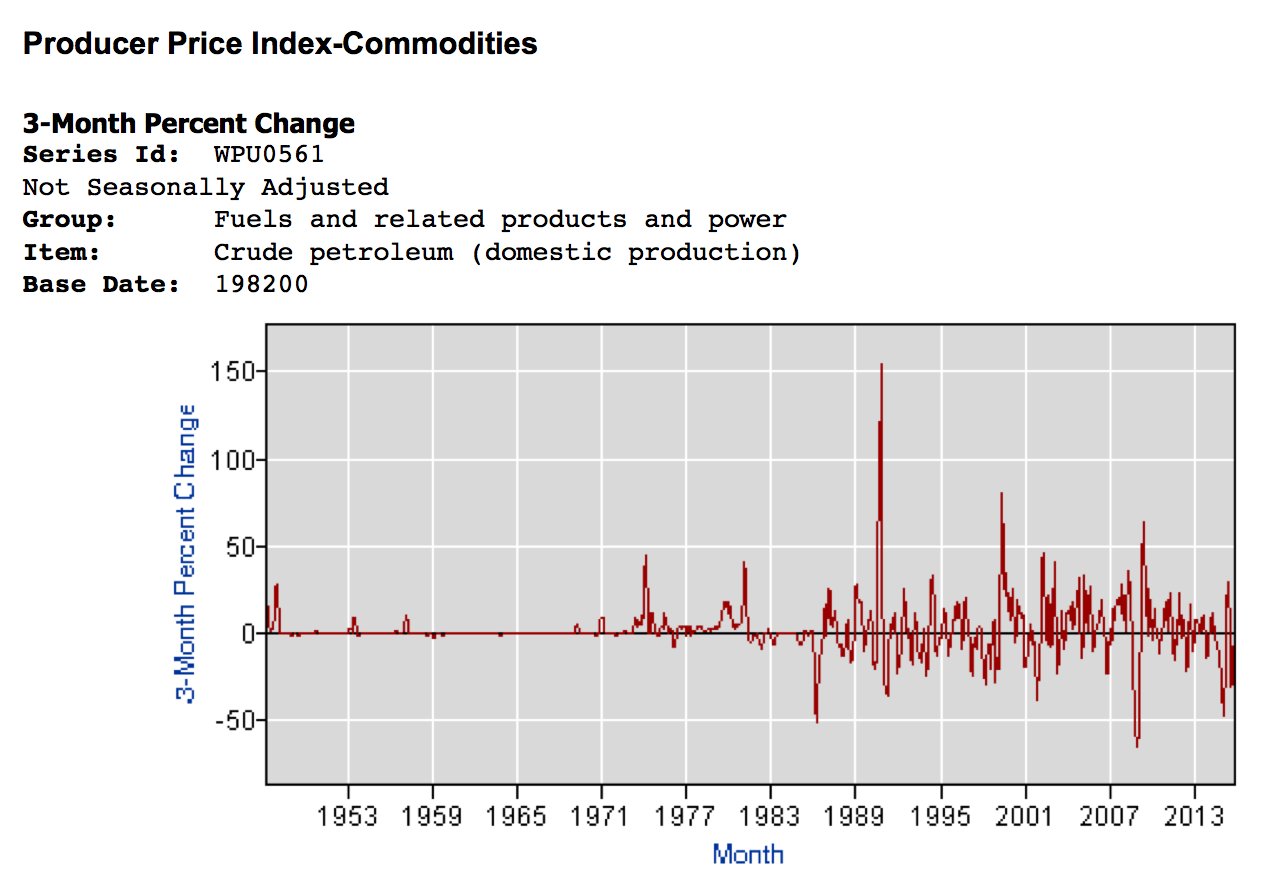 Producer Price Index-Commodities
3-Month Percent Change
Series Id: WPU0561
Not Seasonally Adjusted
Group: Fuels and related products and power
Item: Crude petroleum (domestic production)
Base Date: 198200
3-Month Percent Change
150
100
50
0
-50
1953 1959 1965 1971 1977 1983 1989 1995 2001 2007 2013
Month